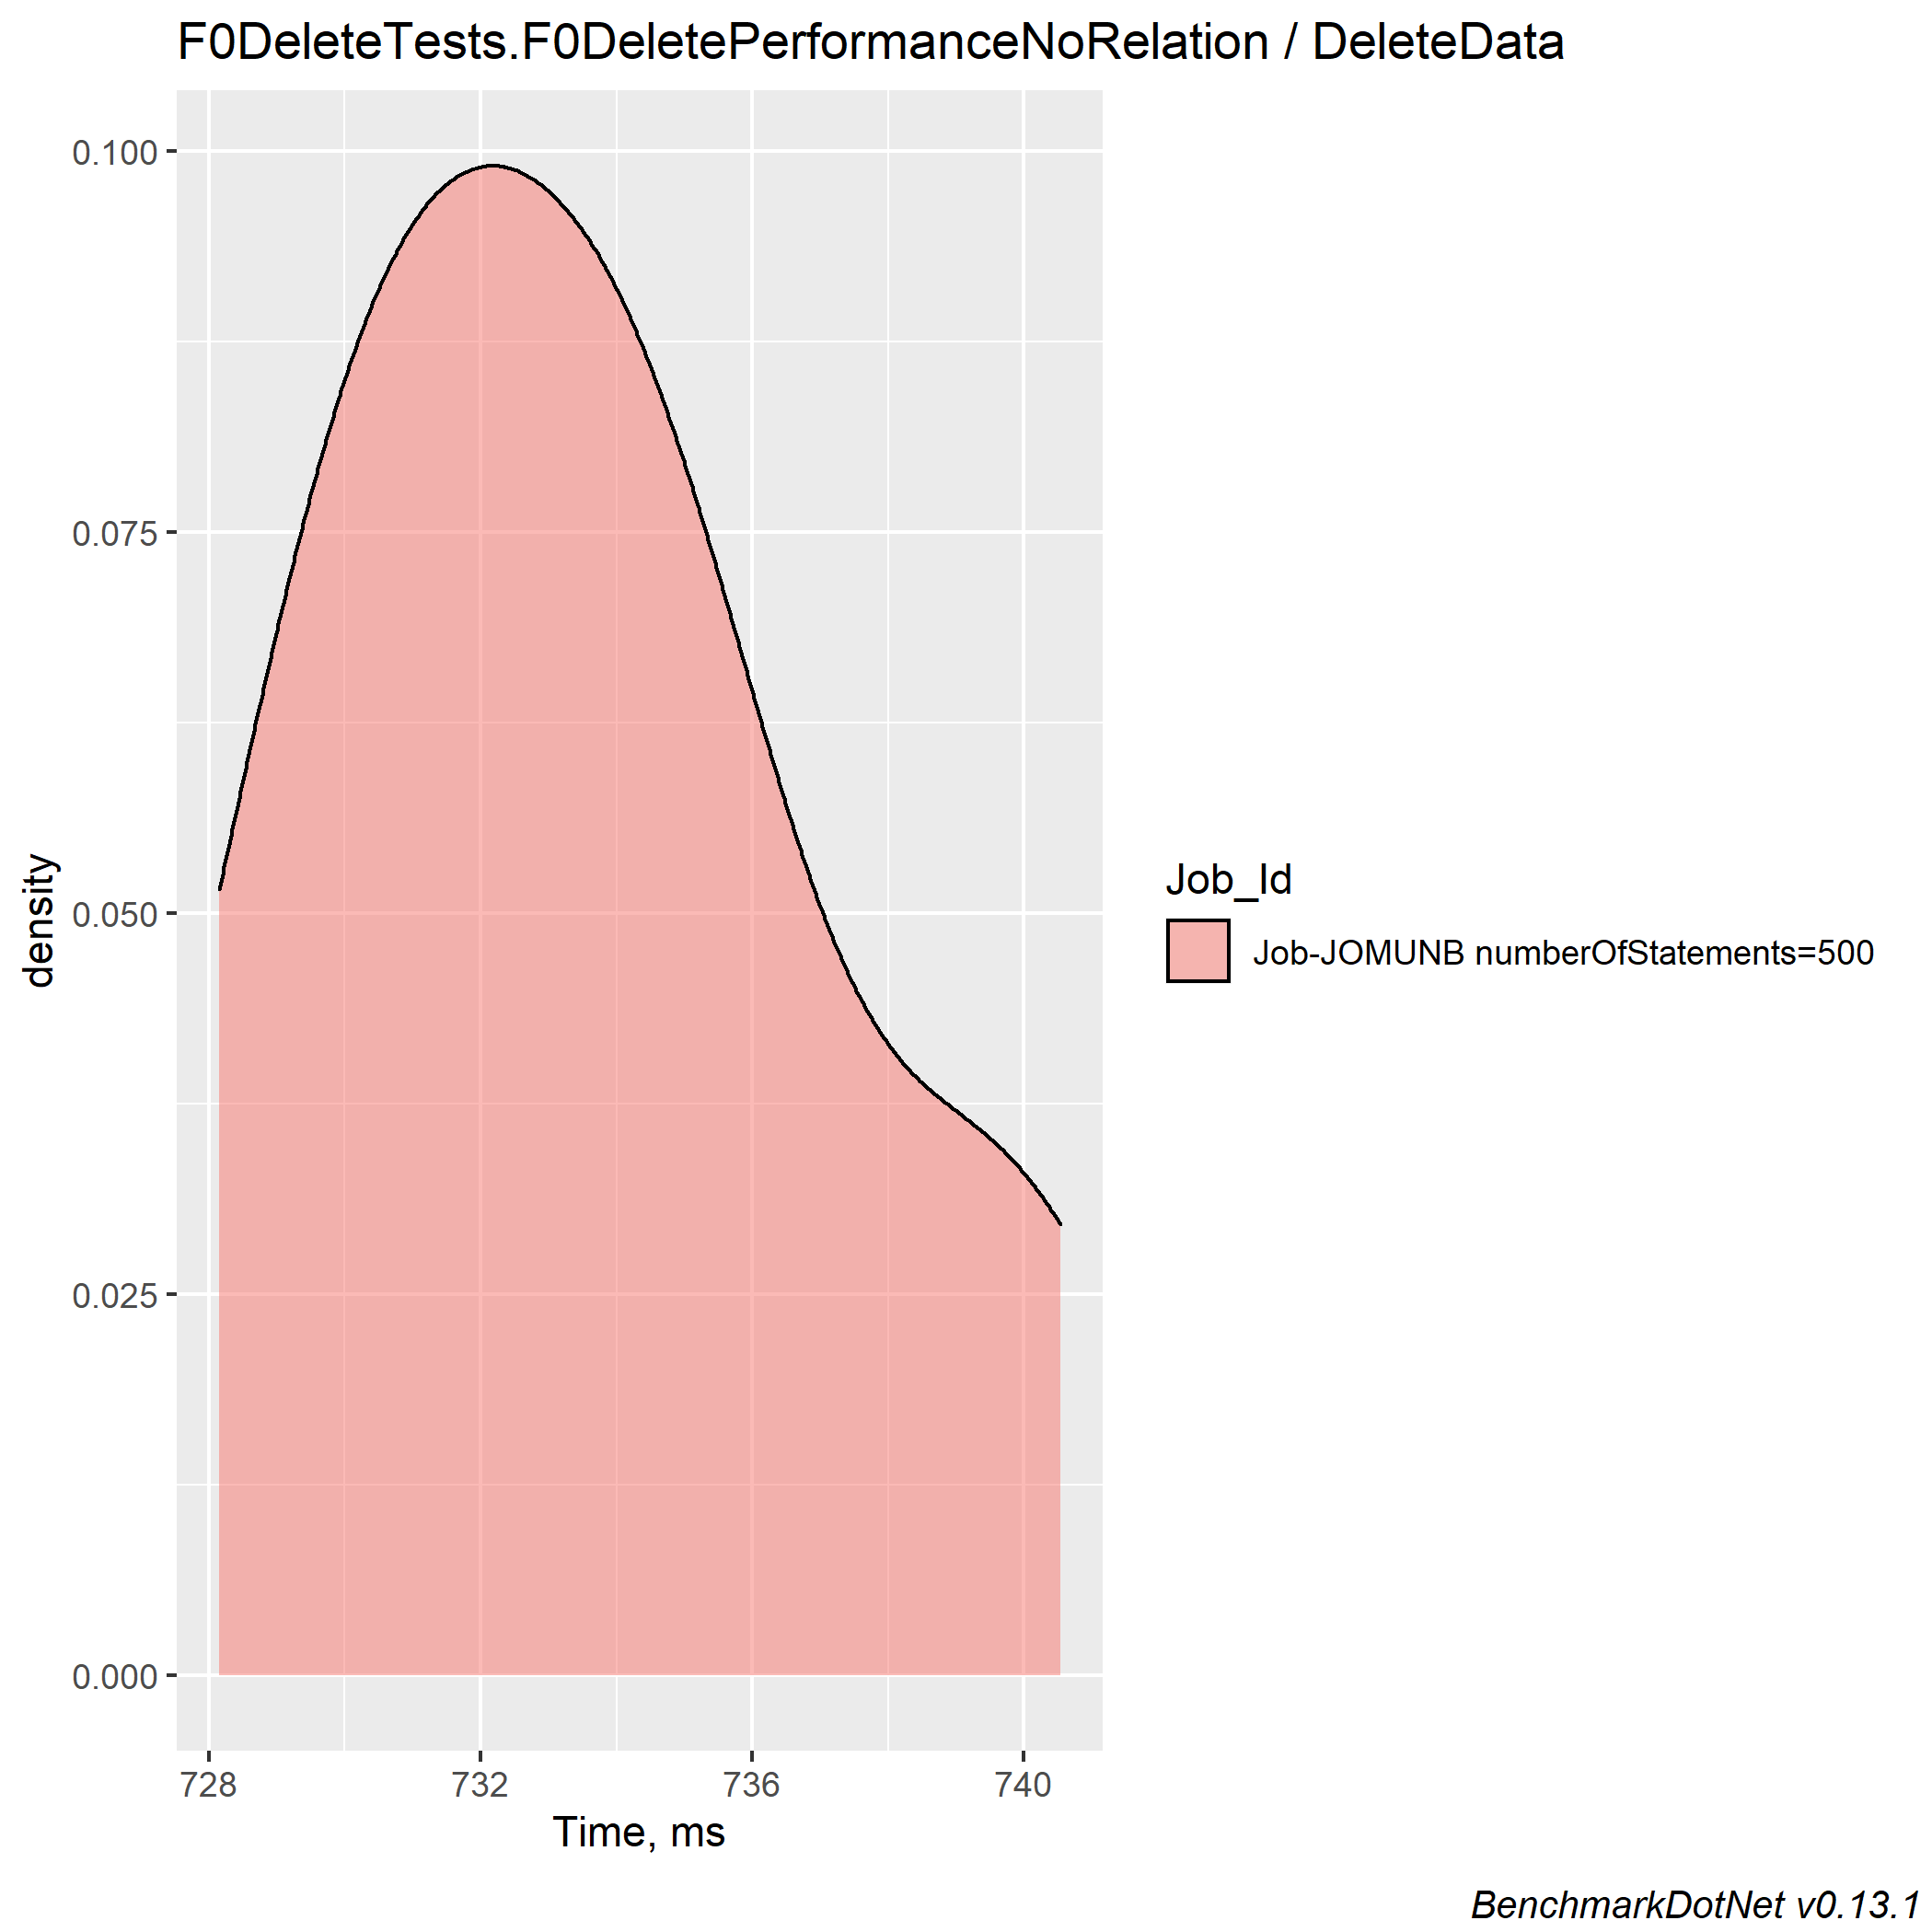 F0DeleteTests.F0DeletePerformanceNoRelation / DeleteData
0.100
0.075
0.050
0.025
0.000
density
728 732 736 740
Time, ms
Job_Id
Job-JOMUNB numberOfStatements=500
BenchmarkDotNet v0.13.1